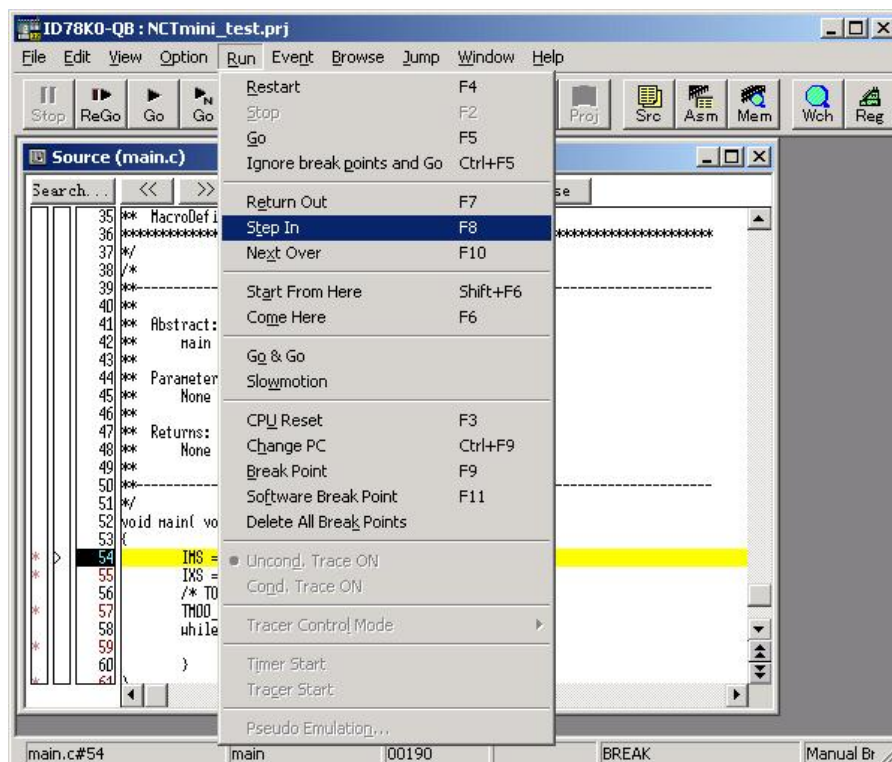 ID78K0-QB : NCTmini_test.prj
File Edit View Option Run Event Browse Jump Window Help
Stop ReGo Go Go Proj Src Asm Mem Wch Reg
Restart F4
Stop F2
Go F5
Ignore break points and Go Ctrl+F5
Return Out F7
Step In F8
Next Over F10
Start From Here Shift+F6
Come Here F6
Go & Go
Slowmotion
CPU Reset F3
Change PC Ctrl+F9
Break Point F9
Software Break Point F11
Delete All Break Points
Uncond. Trace ON
Cond. Trace ON
Tracer Control Mode
Timer Start
Tracer Start
Pseudo Emulation...
Source (main.c)
Search... << >>
35 ** MacroDefi
36 ****************
37 */
38 /*
39 **------------
40 **
41 ** Abstract:
42 ** main
43 **
44 ** Parameter
45 ** None
46 **
47 ** Returns:
48 ** None
49 **
50 **------------
51 */
52 void main( vo
53 {
54 IMS =
55 IXS =
56 /* TO
57 TM00_
58 while
59
60 }
61 }
main.c#54 main 00190 BREAK Manual Br